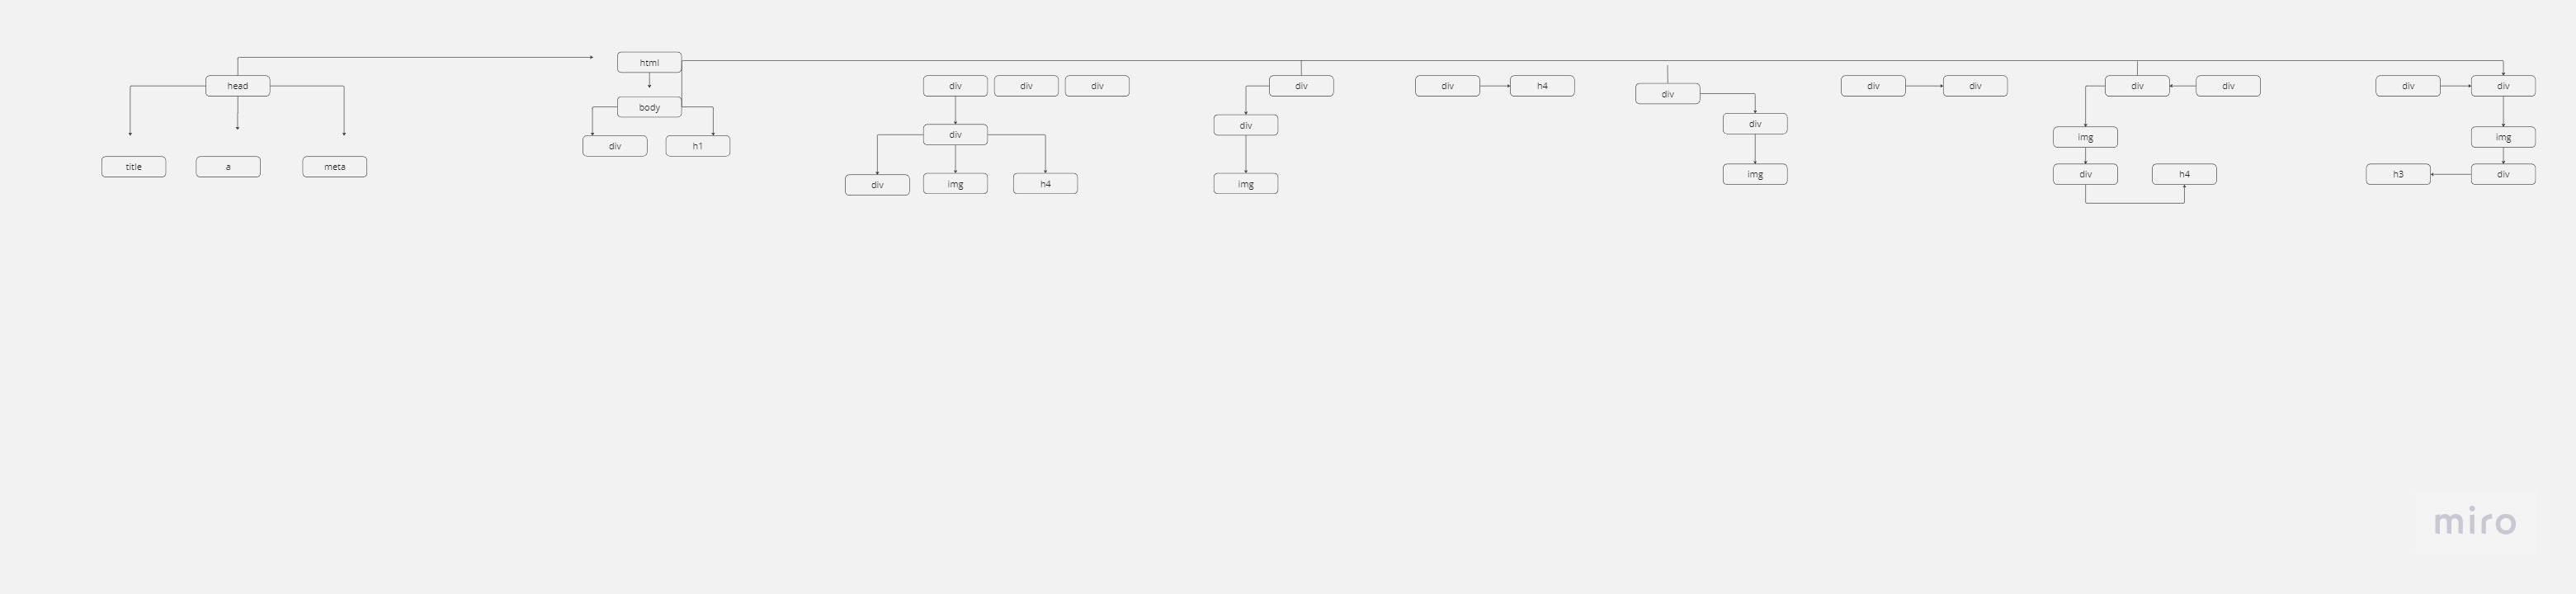 html
head
div
div
div
div
div
h4
div
div
div
div
div
div
div
body
div
div
div
img
img
div
h1
title
a
meta
div
img
h4
img
img
div
h4
h3
div
miro